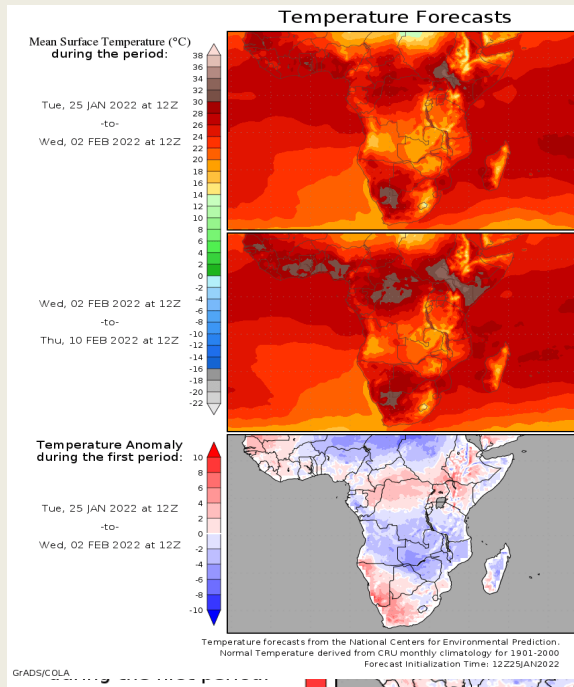 Temperature Forecasts
Mean Surface Temperature (°C)
during the period:
38
36
34
32
30
28
26
24
22
20
18
16
14
12
10
8
6
4
2
0
-2
-4
-6
-8
-10
-12
-14
-16
-18
-20
-22
Tue, 25 JAN 2022 at 12Z
-to-
Wed, 02 FEB 2022 at 12Z
Wed, 02 FEB 2022 at 12Z
-to-
Thu, 10 FEB 2022 at 12Z
Temperature Anomaly
during the first period:
10
8
6
4
2
0
-2
-4
-6
-8
-10
Tue, 25 JAN 2022 at 12Z
-to-
Wed, 02 FEB 2022 at 12Z
Temperature forecasts from the National Centers for Environmental Prediction.
Normal Temperature derived from CRU monthly climatology for 1901-2000
Forecast Initialization Time: 12Z25JAN2022
GrADS/COLA
during the first period: